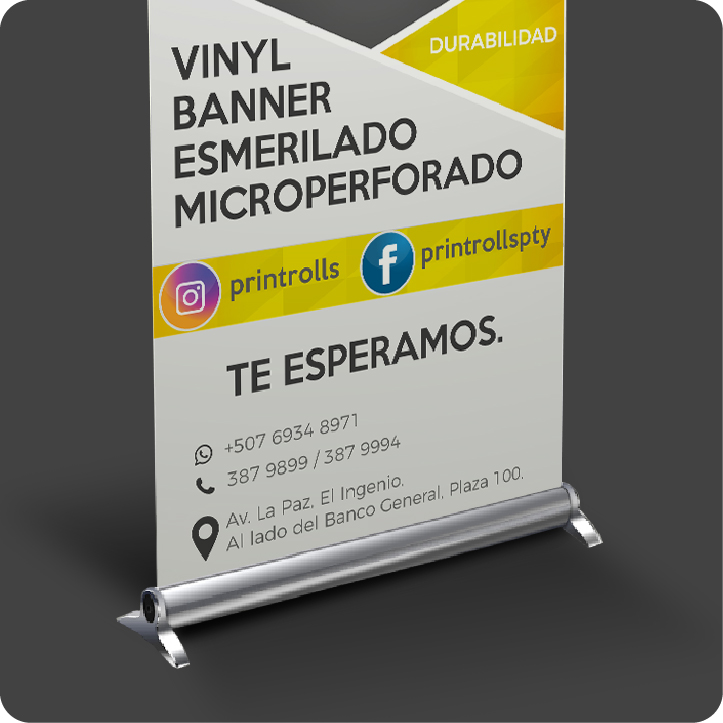 DURABILIDAD
VINYL
BANNER
ESMERILADO
MICROPERFORADO
printrolls
printrollspty
TE ESPERAMOS.
+507 6934 8971
387 9899 / 387 9994
Av. La Paz, El Ingenio.
Al lado del Banco General, Plaza 100.